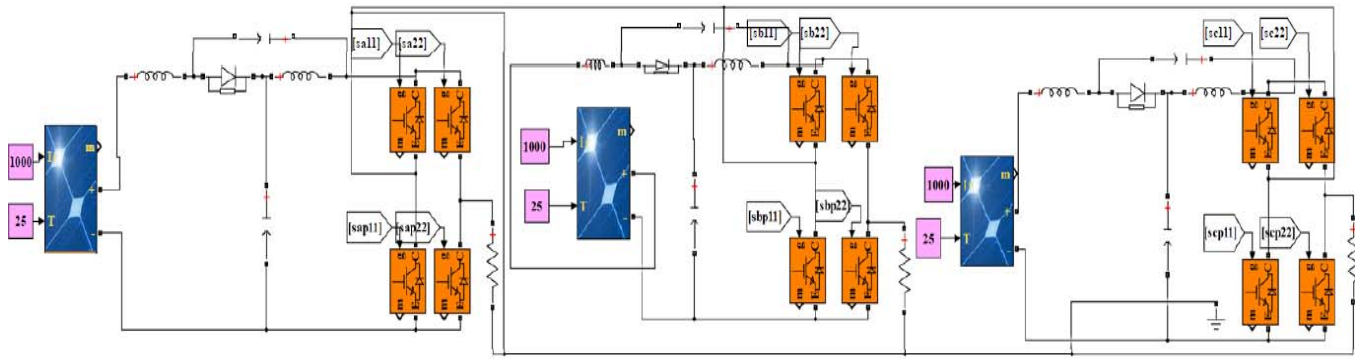 [sa11] [sa22]
1000
I
m
+
25
T
-
g C
m E
g C
m E
[sap11] [sap22]
g C
m E
g C
m E
[sb11] [sb22]
1000
m
+
25
T
-
g C
m E
g C
m E
[sbp11] [sbp22]
g C
m E
g C
m E
[sc11] [sc22]
1000
I
m
+
25
T
-
g C
m E
g C
m E
[scp11] [scp22]
g C
m E
g C
m E